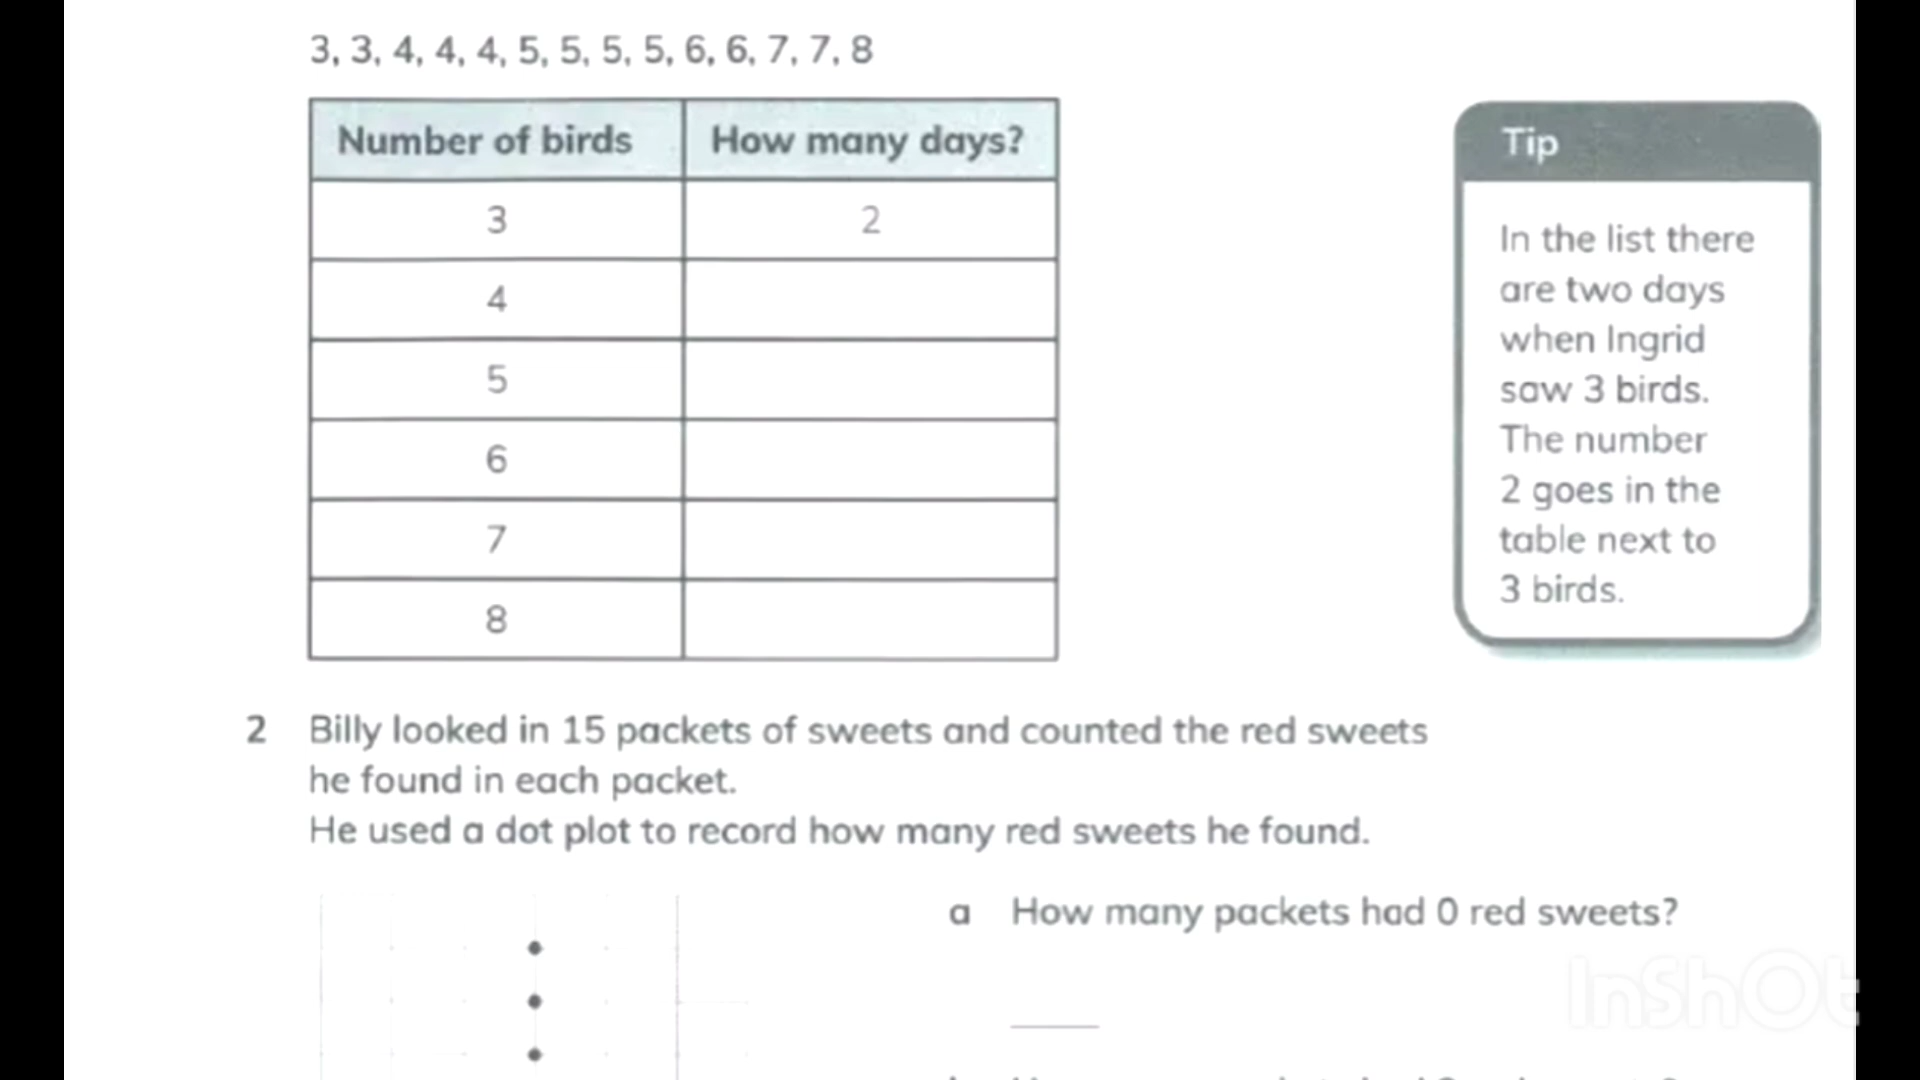 3, 3, 4, 4, 4, 5, 5, 5, 5, 6, 6, 7, 7, 8
Number of birds How many days?
3 2
4
5
6
7
8
Tip
In the list there
are two days
when Ingrid
saw 3 birds.
The number
2 goes in the
table next to
3 birds.
2 Billy looked in 15 packets of sweets and counted the red sweets
he found in each packet.
He used a dot plot to record how many red sweets he found.
a How many packets had 0 red sweets?
InShOt